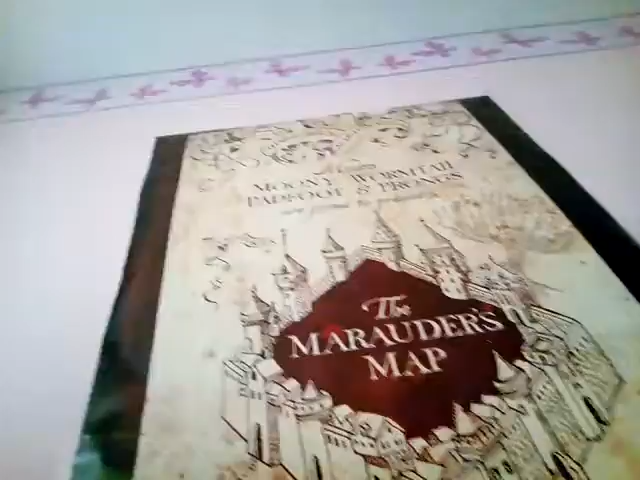 MOONY, WORMTAIL
PADFOOT & PRONGS
The
MARAUDER'S
MAP